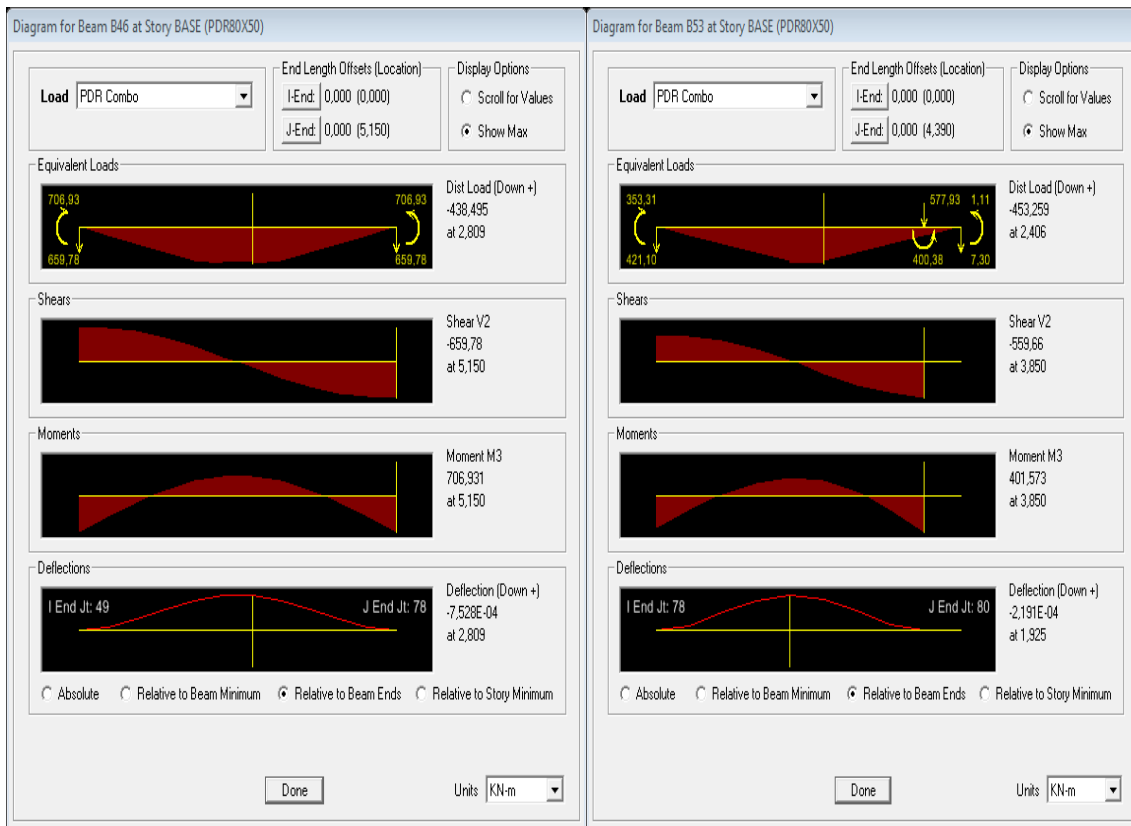 Diagram for Beam B46 at Story BASE (PDR80X50)
Load PDR Combo
End Length Offsets (Location)
I-End: 0,000 (0,000)
J-End: 0,000 (5,150)
Display Options
Scroll for Values
Show Max
Equivalent Loads
706,93 706,93
659,78 659,78
Dist Load (Down +)
-438,495
at 2,809
Shears
Shear V2
-659,78
at 5,150
Moments
Moment M3
706,931
at 5,150
Deflections
I End Jt: 49 J End Jt: 78
Deflection (Down +)
-7,528E-04
at 2,809
Absolute Relative to Beam Minimum Relative to Beam Ends Relative to Story Minimum
Done Units KN-m
Diagram for Beam B53 at Story BASE (PDR80X50)
Load PDR Combo
End Length Offsets (Location)
I-End: 0,000 (0,000)
J-End: 0,000 (4,390)
Display Options
Scroll for Values
Show Max
Equivalent Loads
353,31 577,93 1,11
421,10 400,38 7,30
Dist Load (Down +)
-453,259
at 2,406
Shears
Shear V2
-559,66
at 3,850
Moments
Moment M3
401,573
at 3,850
Deflections
I End Jt: 78 J End Jt: 80
Deflection (Down +)
-2,191E-04
at 1,925
Absolute Relative to Beam Minimum Relative to Beam Ends Relative to Story Minimum
Done Units KN-m